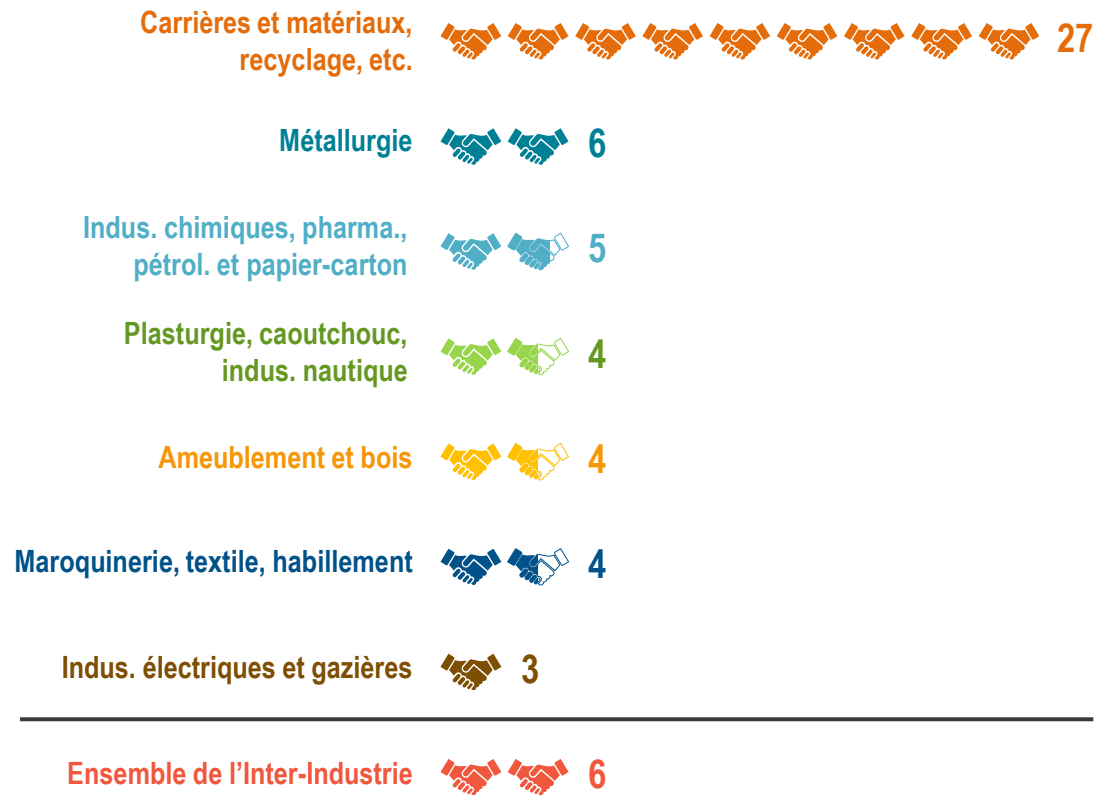 Carrières et matériaux,
recyclage, etc.
27
Métallurgie
6
Indus. chimiques, pharma.,
pétrol. et papier-carton
5
Plasturgie, caoutchouc,
indus. nautique
4
Ameublement et bois
4
Maroquinerie, textile, habillement
4
Indus. électriques et gazières
3
Ensemble de l’Inter-Industrie
6